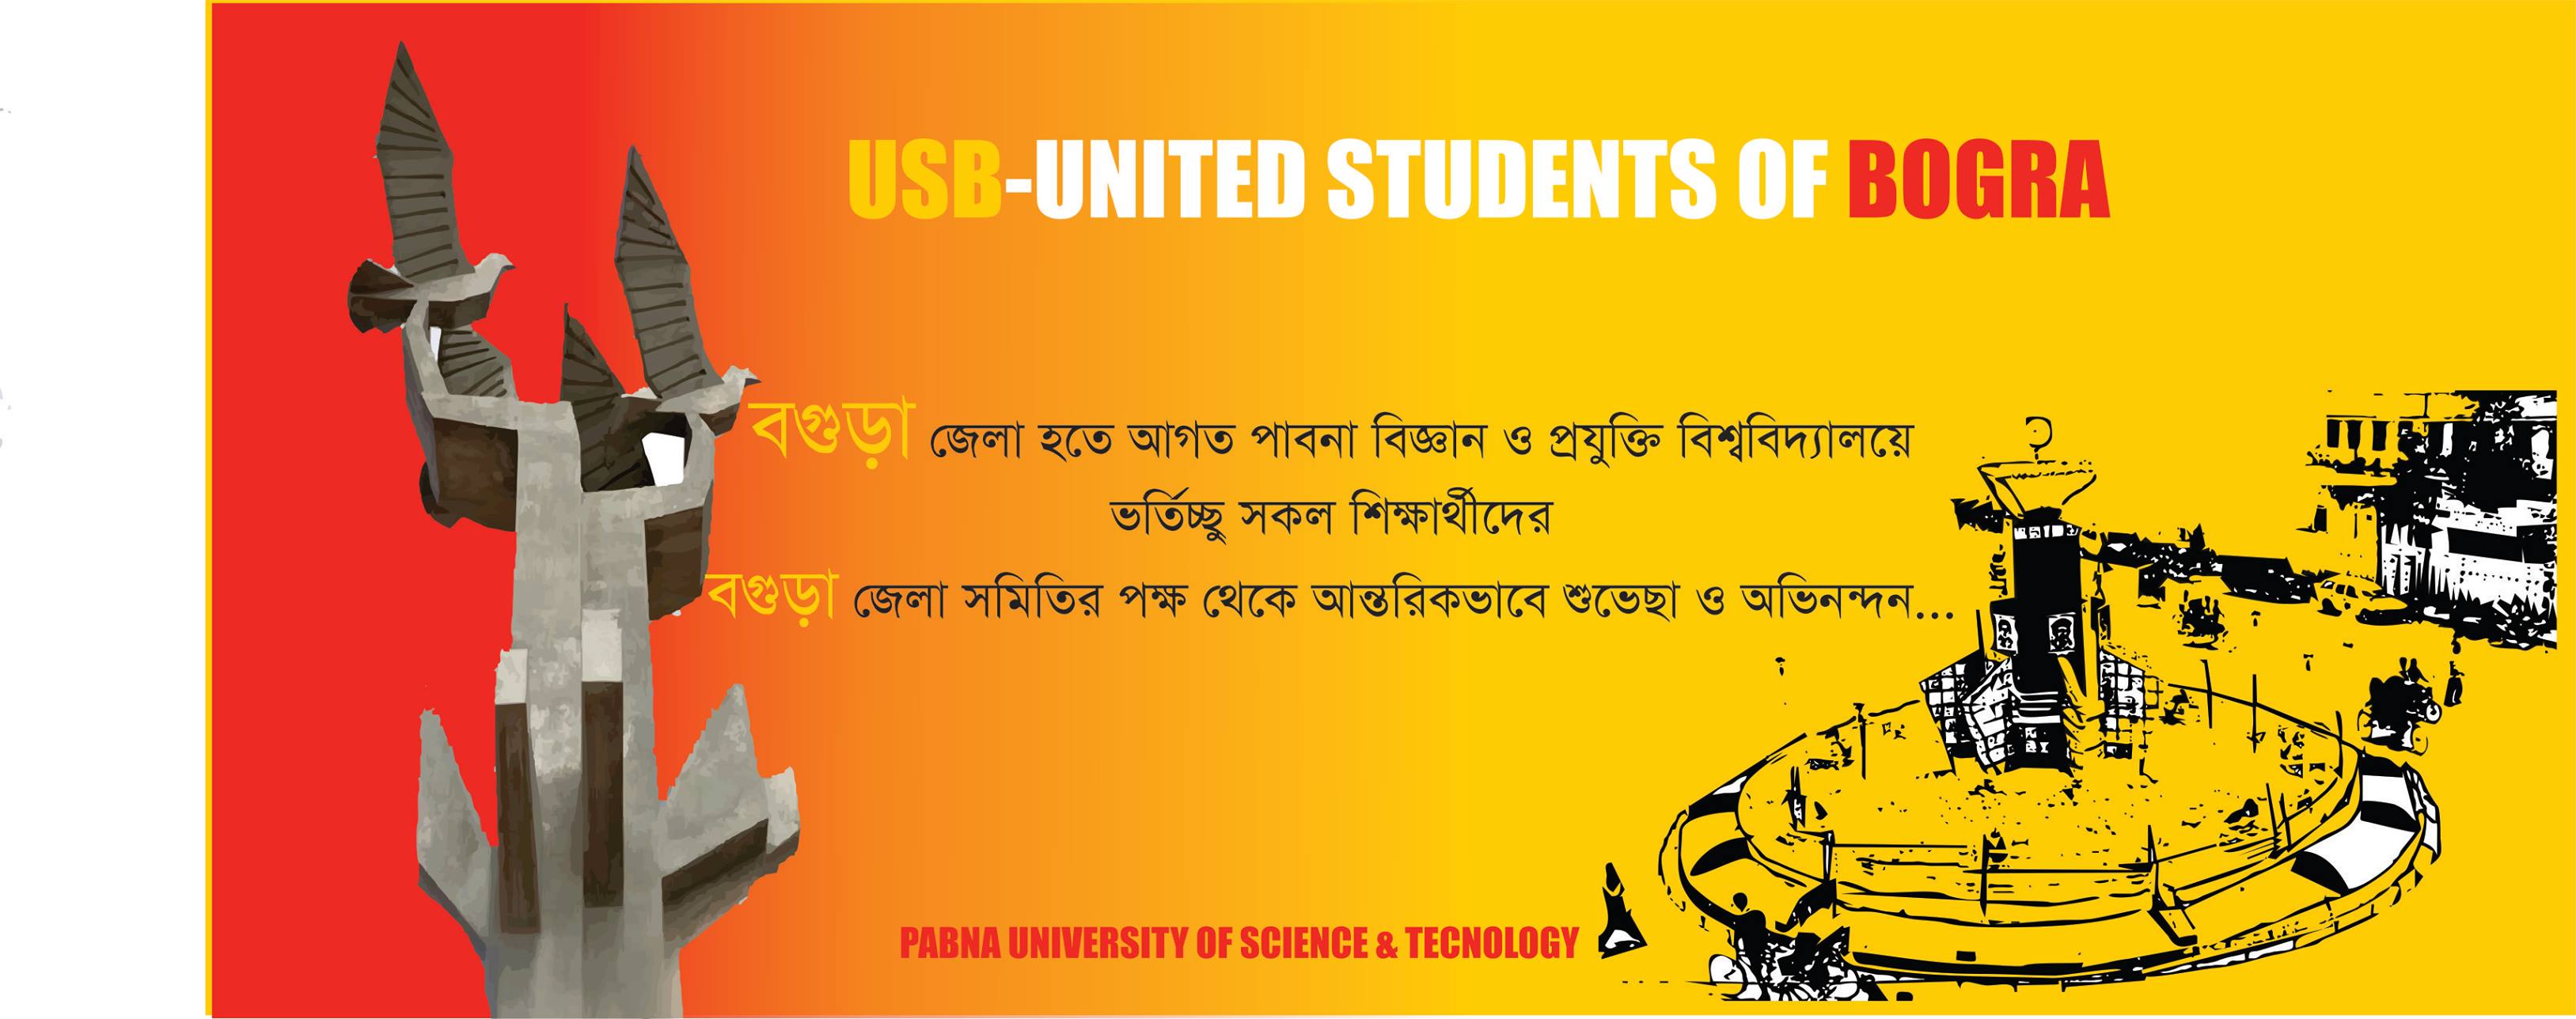 USB-UNITED STUDENTS OF BOGRA
বগুড়া জেলা হতে আগত পাবনা বিজ্ঞান ও প্রযুক্তি বিশ্ববিদ্যালয়ে
ভর্তিচ্ছু সকল শিক্ষার্থীদের
বগুড়া জেলা সমিতির পক্ষ থেকে আন্তরিকভাবে শুভেছা ও অভিনন্দন...
PABNA UNIVERSITY OF SCIENCE & TECNOLOGY